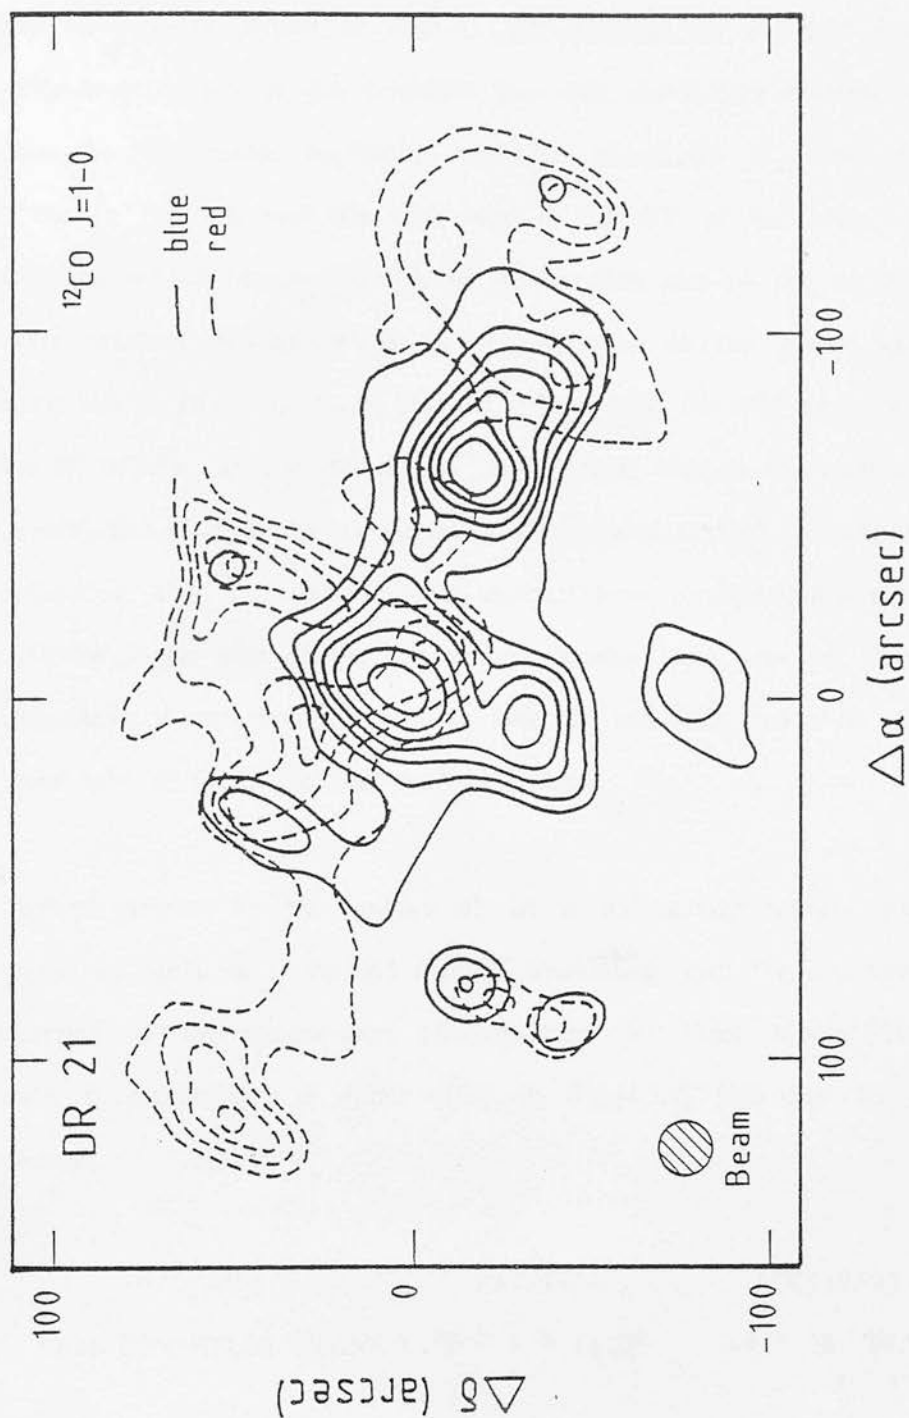 DR 21
¹²CO J=1-0
blue
red
Beam
100
0
-100
Δδ (arcsec)
100
0
-100
Δα (arcsec)